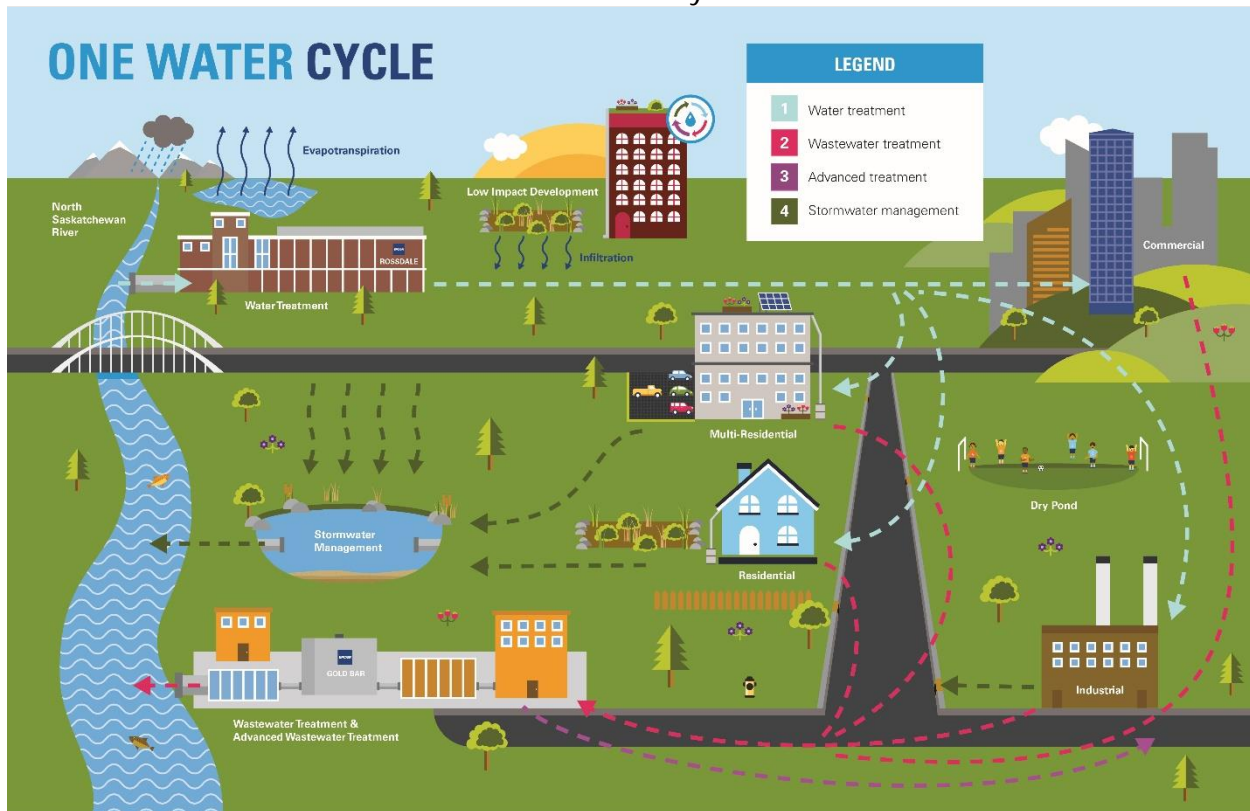 ONE WATER CYCLE
LEGEND
1 Water treatment
2 Wastewater treatment
3 Advanced treatment
4 Stormwater management
Evapotranspiration
North
Saskatchewan
River
Low Impact Development
Infiltration
ROSSDALE
Water Treatment
Commercial
Multi-Residential
Dry Pond
Stormwater
Management
Residential
GOLD BAR
Industrial
Wastewater Treatment &
Advanced Wastewater Treatment